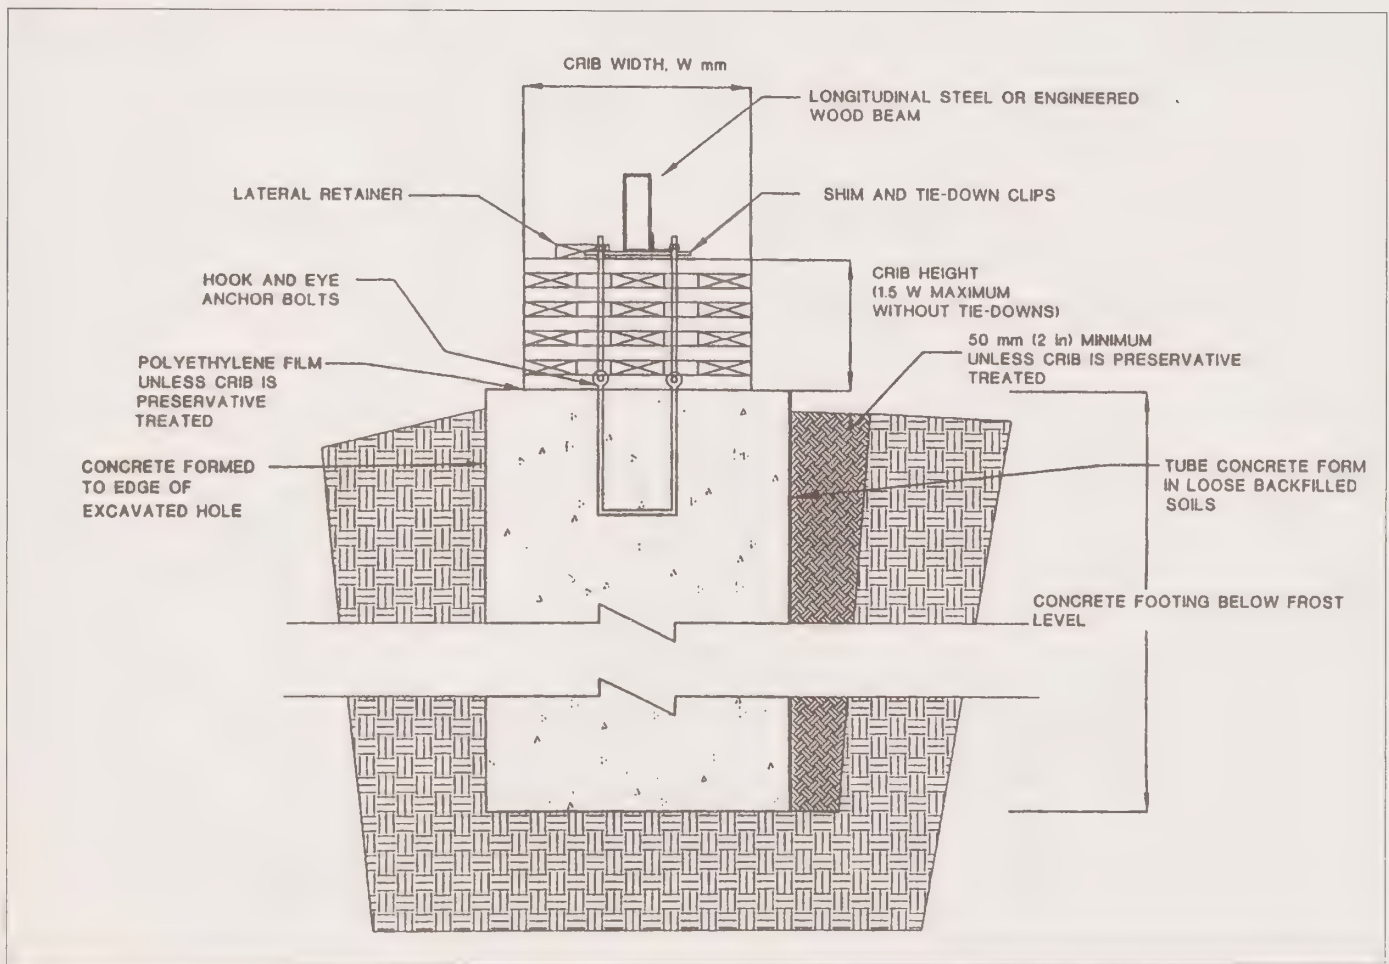 CRIB WIDTH, W mm
LONGITUDINAL STEEL OR ENGINEERED
WOOD BEAM
LATERAL RETAINER
SHIM AND TIE-DOWN CLIPS
HOOK AND EYE
ANCHOR BOLTS
CRIB HEIGHT
(1.5 W MAXIMUM
WITHOUT TIE-DOWNS)
50 mm (2 in) MINIMUM
UNLESS CRIB IS PRESERVATIVE
TREATED
POLYETHYLENE FILM
UNLESS CRIB IS
PRESERVATIVE
TREATED
CONCRETE FORMED
TO EDGE OF
EXCAVATED HOLE
TUBE CONCRETE FORM
IN LOOSE BACKFILLED
SOILS
CONCRETE FOOTING BELOW FROST
LEVEL